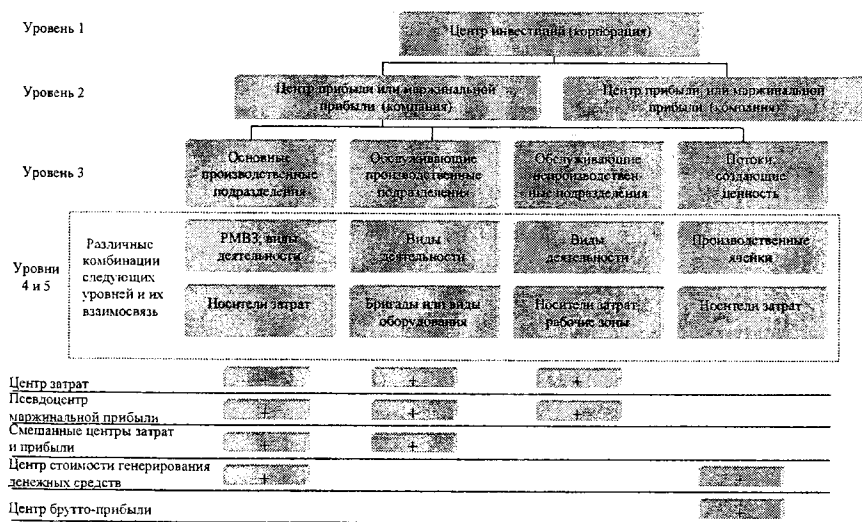 Уровень 1
Центр инвестиций (корпорация)
Уровень 2
Центр прибыли или маржинальной
прибыли (компания)
Центр прибыли или маржинальной
прибыли (компания)
Уровень 3
Основные
производственные
подразделения
Обслуживающие
производственные
подразделения
Обслуживающие
непроизводствен-
ные подразделения
Потоки,
создающие
ценность
Уровни
4 и 5
Различные
комбинации
следующих
уровней и их
взаимосвязь
РМВЗ, виды
деятельности
Виды
деятельности
Виды
деятельности
Производственные
ячейки
Носители затрат
Бригады или виды
оборудования
Носители затрат,
рабочие зоны
Носители затрат
Центр затрат
+ + +
Псевдоцентр
маржинальной прибыли
+ + +
Смешанные центры затрат
и прибыли
+ +
Центр стоимости генерирования
денежных средств
+ +
Центр брутто-прибыли
+